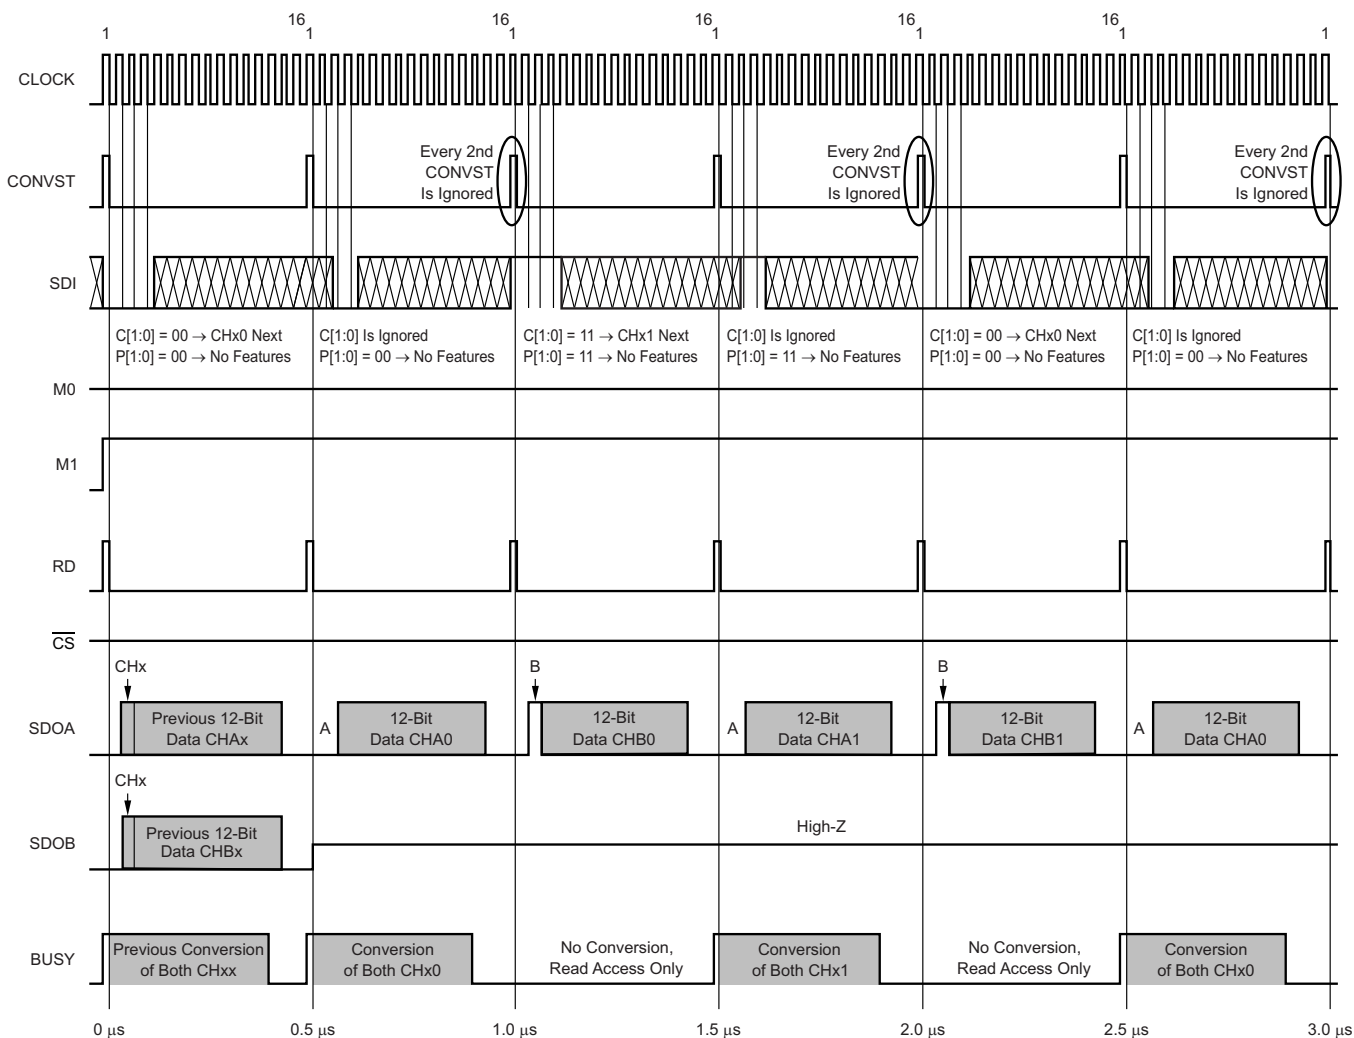 16 16 16 16 16
1 1 1 1 1 1 1
CLOCK
Every 2nd
CONVST
Is Ignored
Every 2nd
CONVST
Is Ignored
Every 2nd
CONVST
Is Ignored
CONVST
SDI
C[1:0] = 00 → CHx0 Next
P[1:0] = 00 → No Features
C[1:0] Is Ignored
P[1:0] = 00 → No Features
C[1:0] = 11 → CHx1 Next
P[1:0] = 11 → No Features
C[1:0] Is Ignored
P[1:0] = 11 → No Features
C[1:0] = 00 → CHx0 Next
P[1:0] = 00 → No Features
C[1:0] Is Ignored
P[1:0] = 00 → No Features
M0
M1
RD
CS
CHx
B
B
SDOA
Previous 12-Bit
Data CHAx
A
12-Bit
Data CHA0
12-Bit
Data CHB0
A
12-Bit
Data CHA1
12-Bit
Data CHB1
A
12-Bit
Data CHA0
CHx
SDOB
Previous 12-Bit
Data CHBx
High-Z
BUSY
Previous Conversion
of Both CHxx
Conversion
of Both CHx0
No Conversion,
Read Access Only
Conversion
of Both CHx1
No Conversion,
Read Access Only
Conversion
of Both CHx0
0 µs 0.5 µs 1.0 µs 1.5 µs 2.0 µs 2.5 µs 3.0 µs